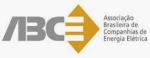 ABCE
Associação
Brasileira de
Companhias de
Energia Elétrica